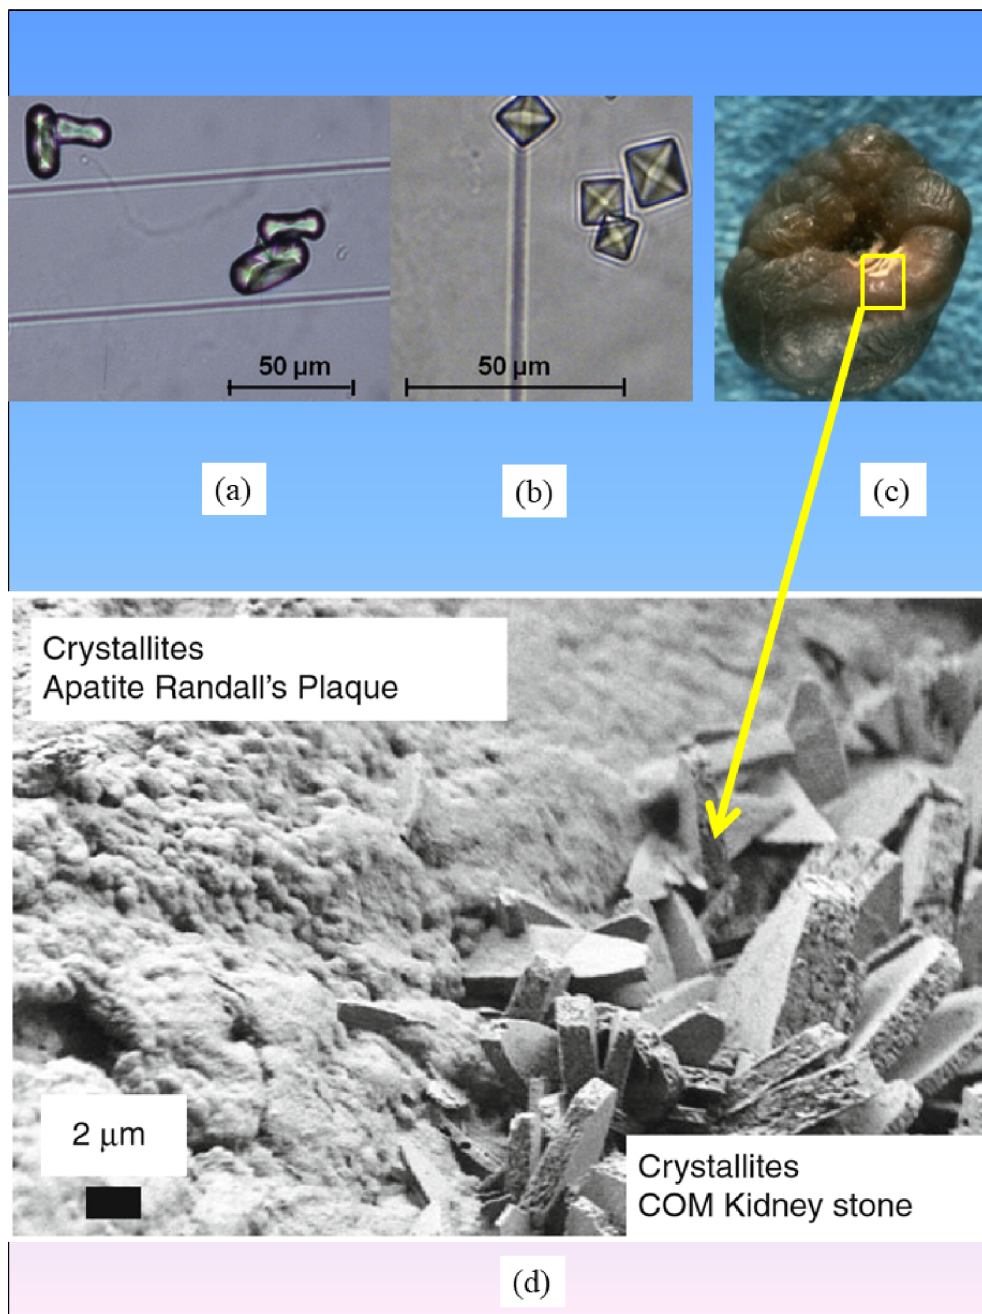 50 µm
50 µm
(a)
(b)
(c)
Crystallites
Apatite Randall's Plaque
2 µm
Crystallites
COM Kidney stone
(d)